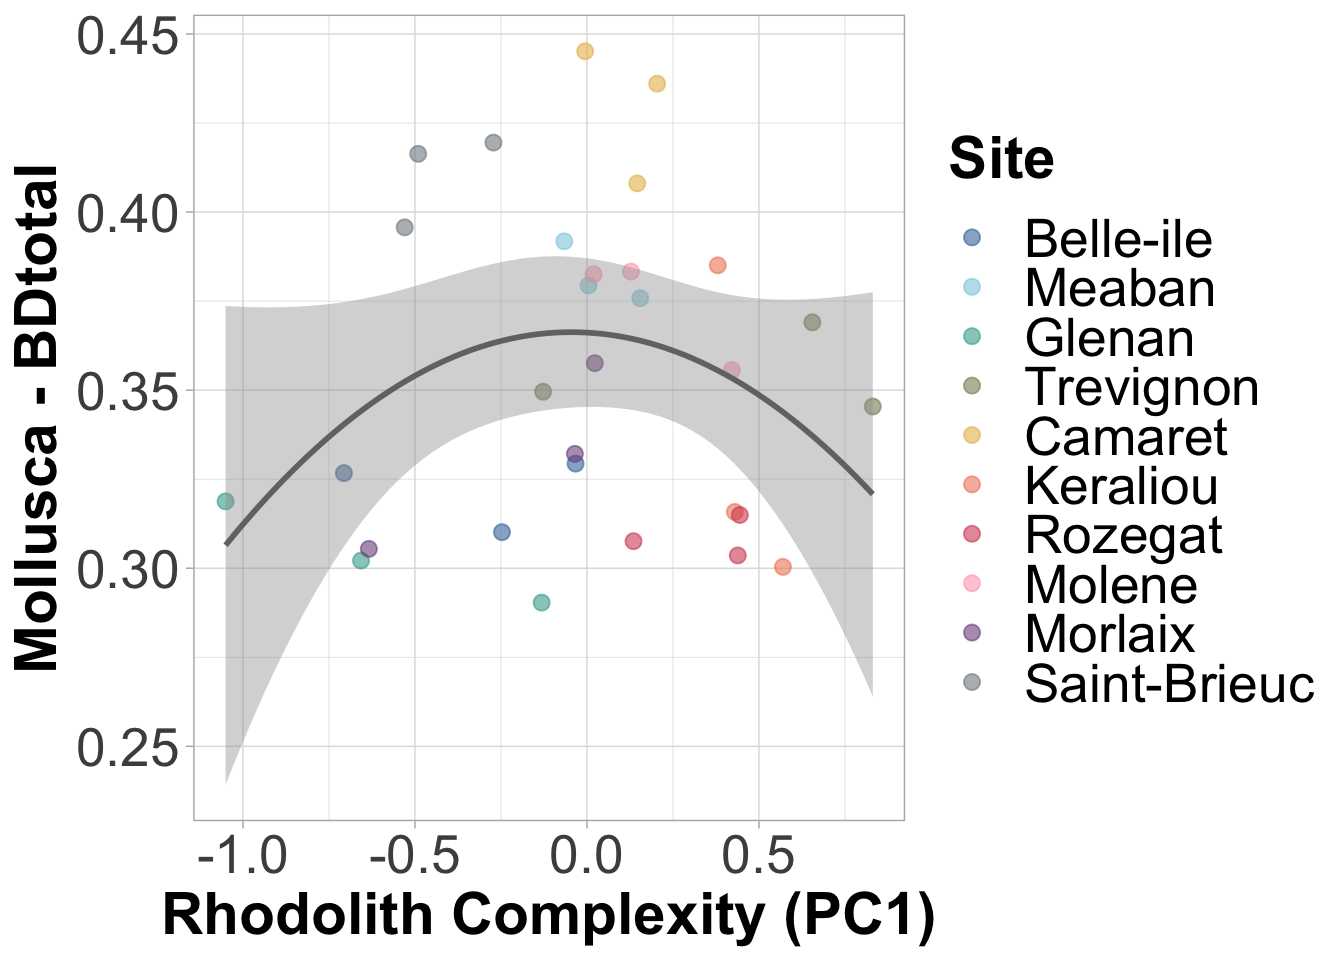 Mollusca - BDtotal
0.45
0.40
0.35
0.30
0.25
-1.0
-0.5
0.0
0.5
Rhodolith Complexity (PC1)
Site
Belle-ile
Meaban
Glenan
Trevignon
Camaret
Keraliou
Rozegat
Molene
Morlaix
Saint-Brieuc